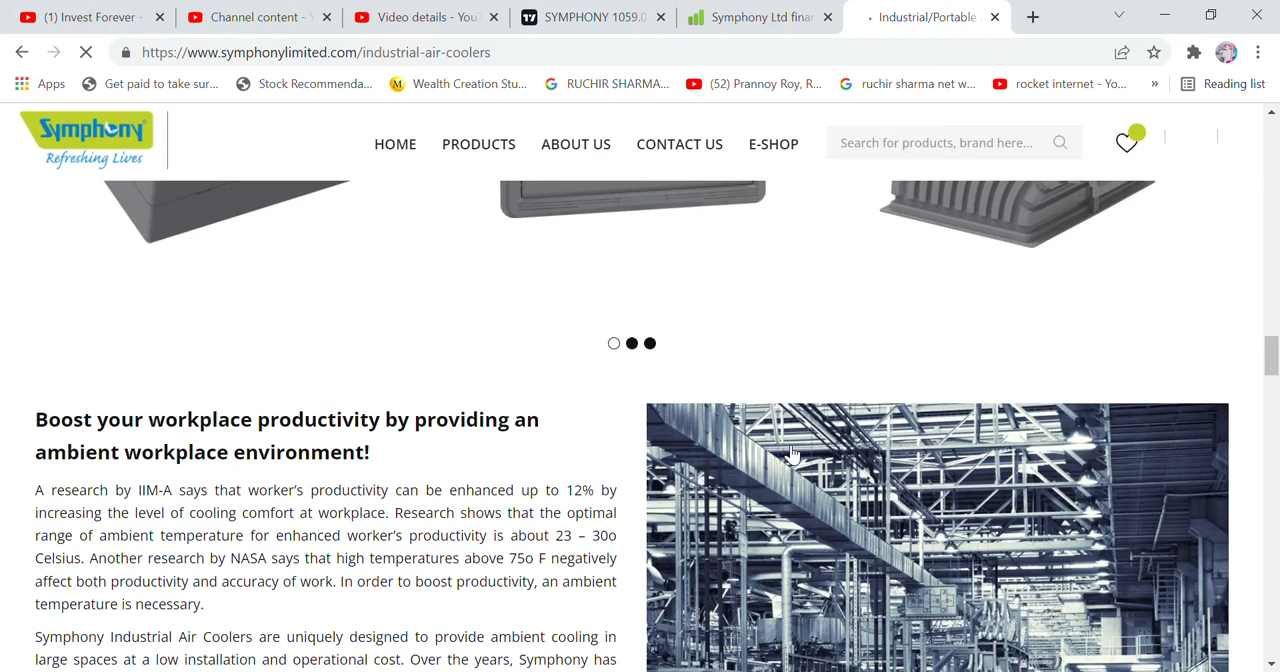 (1) Invest Forever -
Channel content -
Video details - YouT
SYMPHONY 1059.0
Symphony Ltd finan
Industrial/Portable
https://www.symphonylimited.com/industrial-air-coolers
Apps
Get paid to take sur...
Stock Recommenda...
M
Wealth Creation Stu...
RUCHIR SHARMA...
(52) Prannoy Roy, R...
ruchir sharma net w...
rocket internet - Yo...
»
Reading list
Symphony
Refreshing Lives
HOME
PRODUCTS
ABOUT US
CONTACT US
E-SHOP
Search for products, brand here...
Boost your workplace productivity by providing an
ambient workplace environment!
A research by IIM-A says that worker's productivity can be enhanced up to 12% by
increasing the level of cooling comfort at workplace. Research shows that the optimal
range of ambient temperature for enhanced worker's productivity is about 23 – 30o
Celsius. Another research by NASA says that high temperatures above 75o F negatively
affect both productivity and accuracy of work. In order to boost productivity, an ambient
temperature is necessary.
Symphony Industrial Air Coolers are uniquely designed to provide ambient cooling in
large spaces at a low installation and operational cost. Over the years, Symphony has